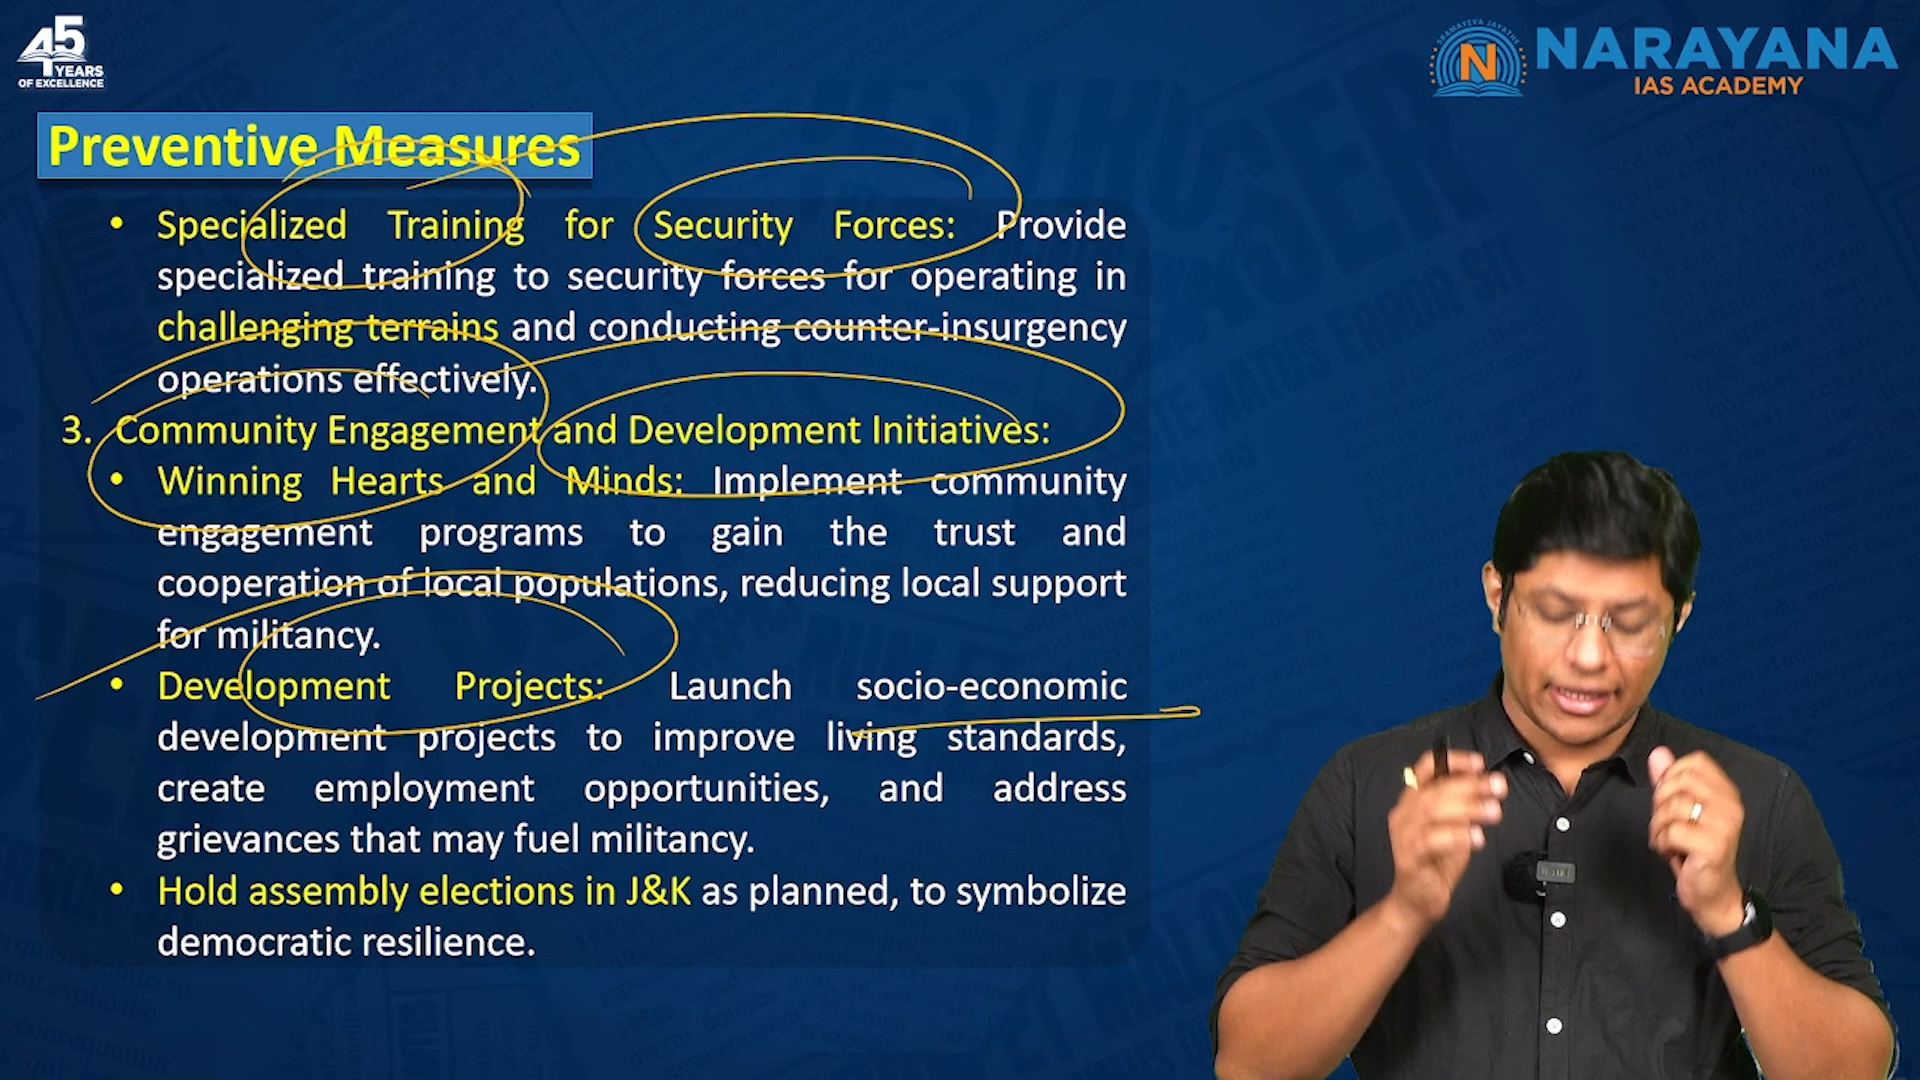 45
YEARS
OF EXCELLENCE
SRAMAYEVA JAYATHE
N
NARAYANA
IAS ACADEMY
Preventive Measures
• Specialized Training for Security Forces: Provide
specialized training to security forces for operating in
challenging terrains and conducting counter-insurgency
operations effectively.
3. Community Engagement and Development Initiatives:
• Winning Hearts and Minds: Implement community
engagement programs to gain the trust and
cooperation of local populations, reducing local support
for militancy.
• Development Projects: Launch socio-economic
development projects to improve living standards,
create employment opportunities, and address
grievances that may fuel militancy.
• Hold assembly elections in J&K as planned, to symbolize
democratic resilience.